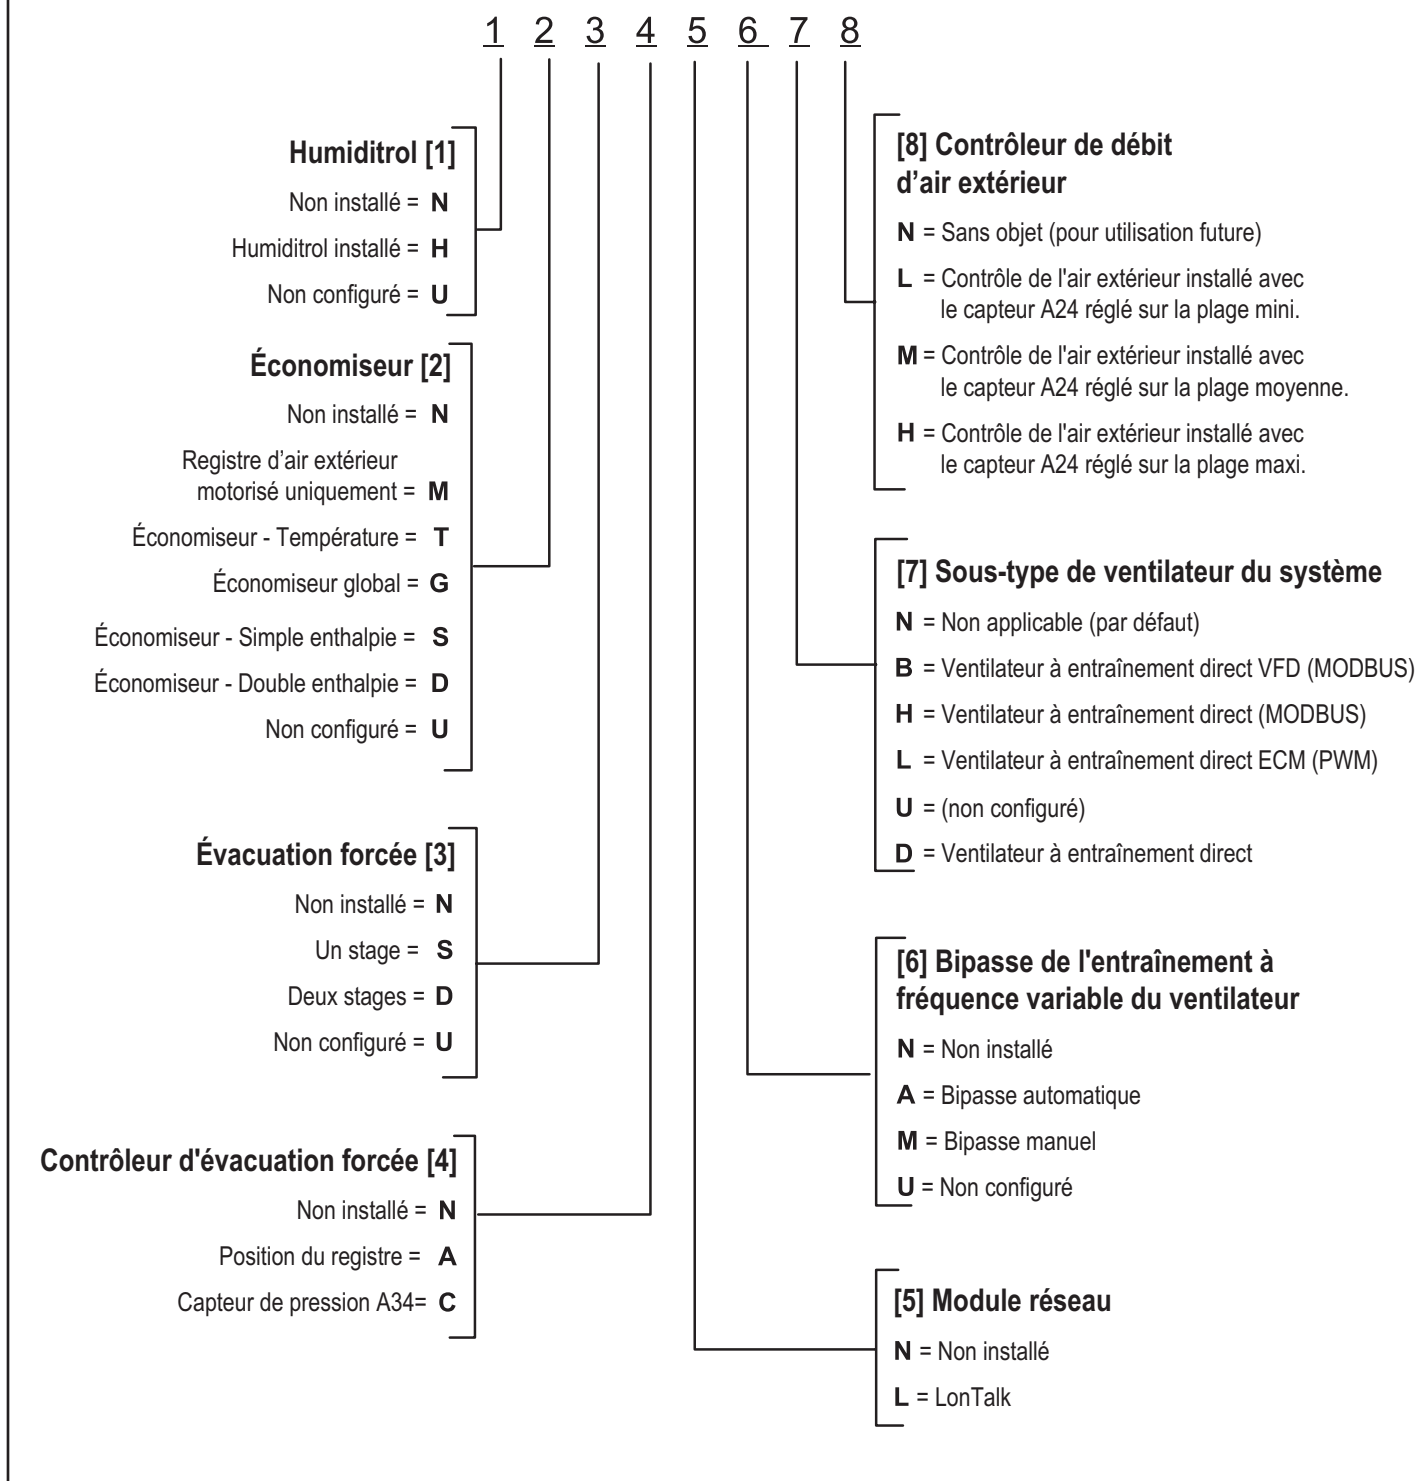 1 2 3 4 5 6 7 8
Humiditrol [1]
Non installé = N
Humiditrol installé = H
Non configuré = U
Économiseur [2]
Non installé = N
Registre d’air extérieur
motorisé uniquement = M
Économiseur - Température = T
Économiseur global = G
Économiseur - Simple enthalpie = S
Économiseur - Double enthalpie = D
Non configuré = U
Évacuation forcée [3]
Non installé = N
Un stage = S
Deux stages = D
Non configuré = U
Contrôleur d'évacuation forcée [4]
Non installé = N
Position du registre = A
Capteur de pression A34= C
[8] Contrôleur de débit
d’air extérieur
N = Sans objet (pour utilisation future)
L = Contrôle de l'air extérieur installé avec
le capteur A24 réglé sur la plage mini.
M = Contrôle de l'air extérieur installé avec
le capteur A24 réglé sur la plage moyenne.
H = Contrôle de l'air extérieur installé avec
le capteur A24 réglé sur la plage maxi.
[7] Sous-type de ventilateur du système
N = Non applicable (par défaut)
B = Ventilateur à entraînement direct VFD (MODBUS)
H = Ventilateur à entraînement direct (MODBUS)
L = Ventilateur à entraînement direct ECM (PWM)
U = (non configuré)
D = Ventilateur à entraînement direct
[6] Bipasse de l'entraînement à
fréquence variable du ventilateur
N = Non installé
A = Bipasse automatique
M = Bipasse manuel
U = Non configuré
[5] Module réseau
N = Non installé
L = LonTalk